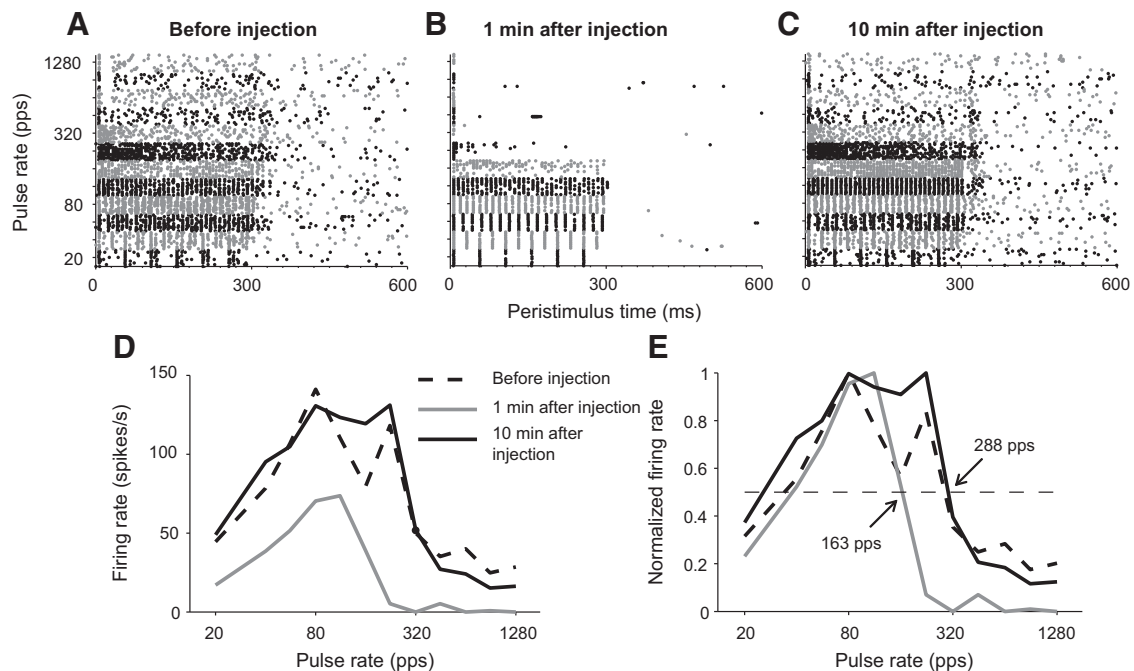 A Before injection
B 1 min after injection
C 10 min after injection
Pulse rate (pps)
1280
320
80
20
0 300 600
0 300 600
0 300 600
Peristimulus time (ms)
D
Firing rate (spikes/s)
150
100
50
0
20 80 320 1280
Pulse rate (pps)
Before injection
1 min after injection
10 min after
injection
E
Normalized firing rate
1
0.8
0.6
0.4
0.2
0
288 pps
163 pps
20 80 320 1280
Pulse rate (pps)